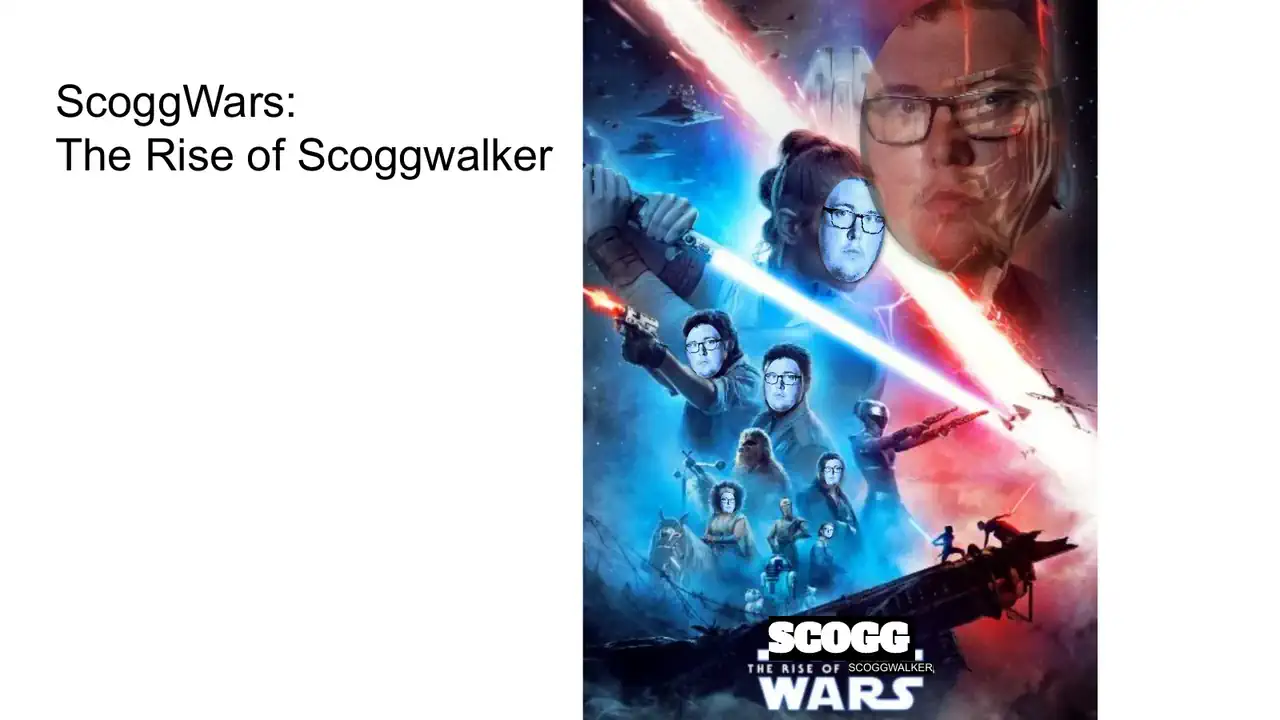 ScoggWars:
The Rise of Scoggwalker
SCOGG
THE RISE OF SCOGGWALKER
WARS